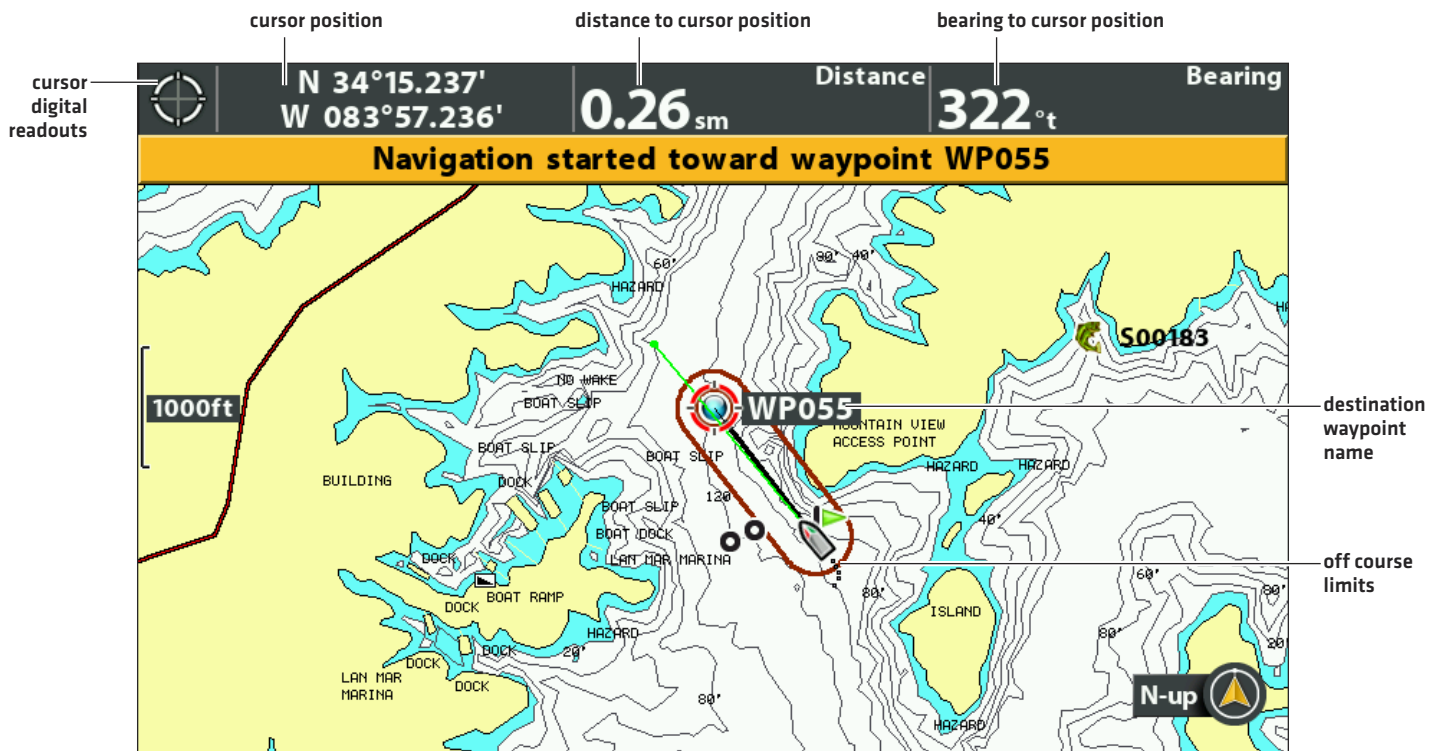 cursor position
distance to cursor position
bearing to cursor position
cursor
digital
readouts
N 34°15.237'
W 083°57.236'
Distance
0.26 sm
Bearing
322 °t
Navigation started toward waypoint WP055
60'
80'
40'
HAZARD
S00183
NO WAKE
BOAT SLIP
1000ft
WP055
destination
waypoint
name
MOUNTAIN VIEW
ACCESS POINT
BOAT SLIP
BOAT SLIP
HAZARD
HAZARD
BUILDING
DOCK
120
BOAT SLIP
40'
BOAT DOCK
DOCK
LAN MAR MARINA
off course
limits
60'
80'
80'
BOAT RAMP
DOCK
ISLAND
HAZARD
80'
20'
DOCK
20'
DOCK
LAN MAR
MARINA
DOCK
80'
N-up
HAZARD